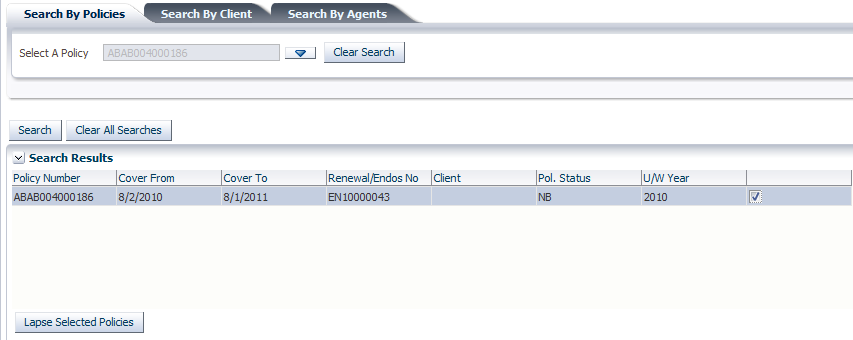 Search By Policies Search By Client Search By Agents
Select A Policy ABAB004000186 Clear Search
Search Clear All Searches
Search Results
Policy Number Cover From Cover To Renewal/Endos No Client Pol. Status U/W Year
ABAB004000186 8/2/2010 8/1/2011 EN10000043 NB 2010
Lapse Selected Policies